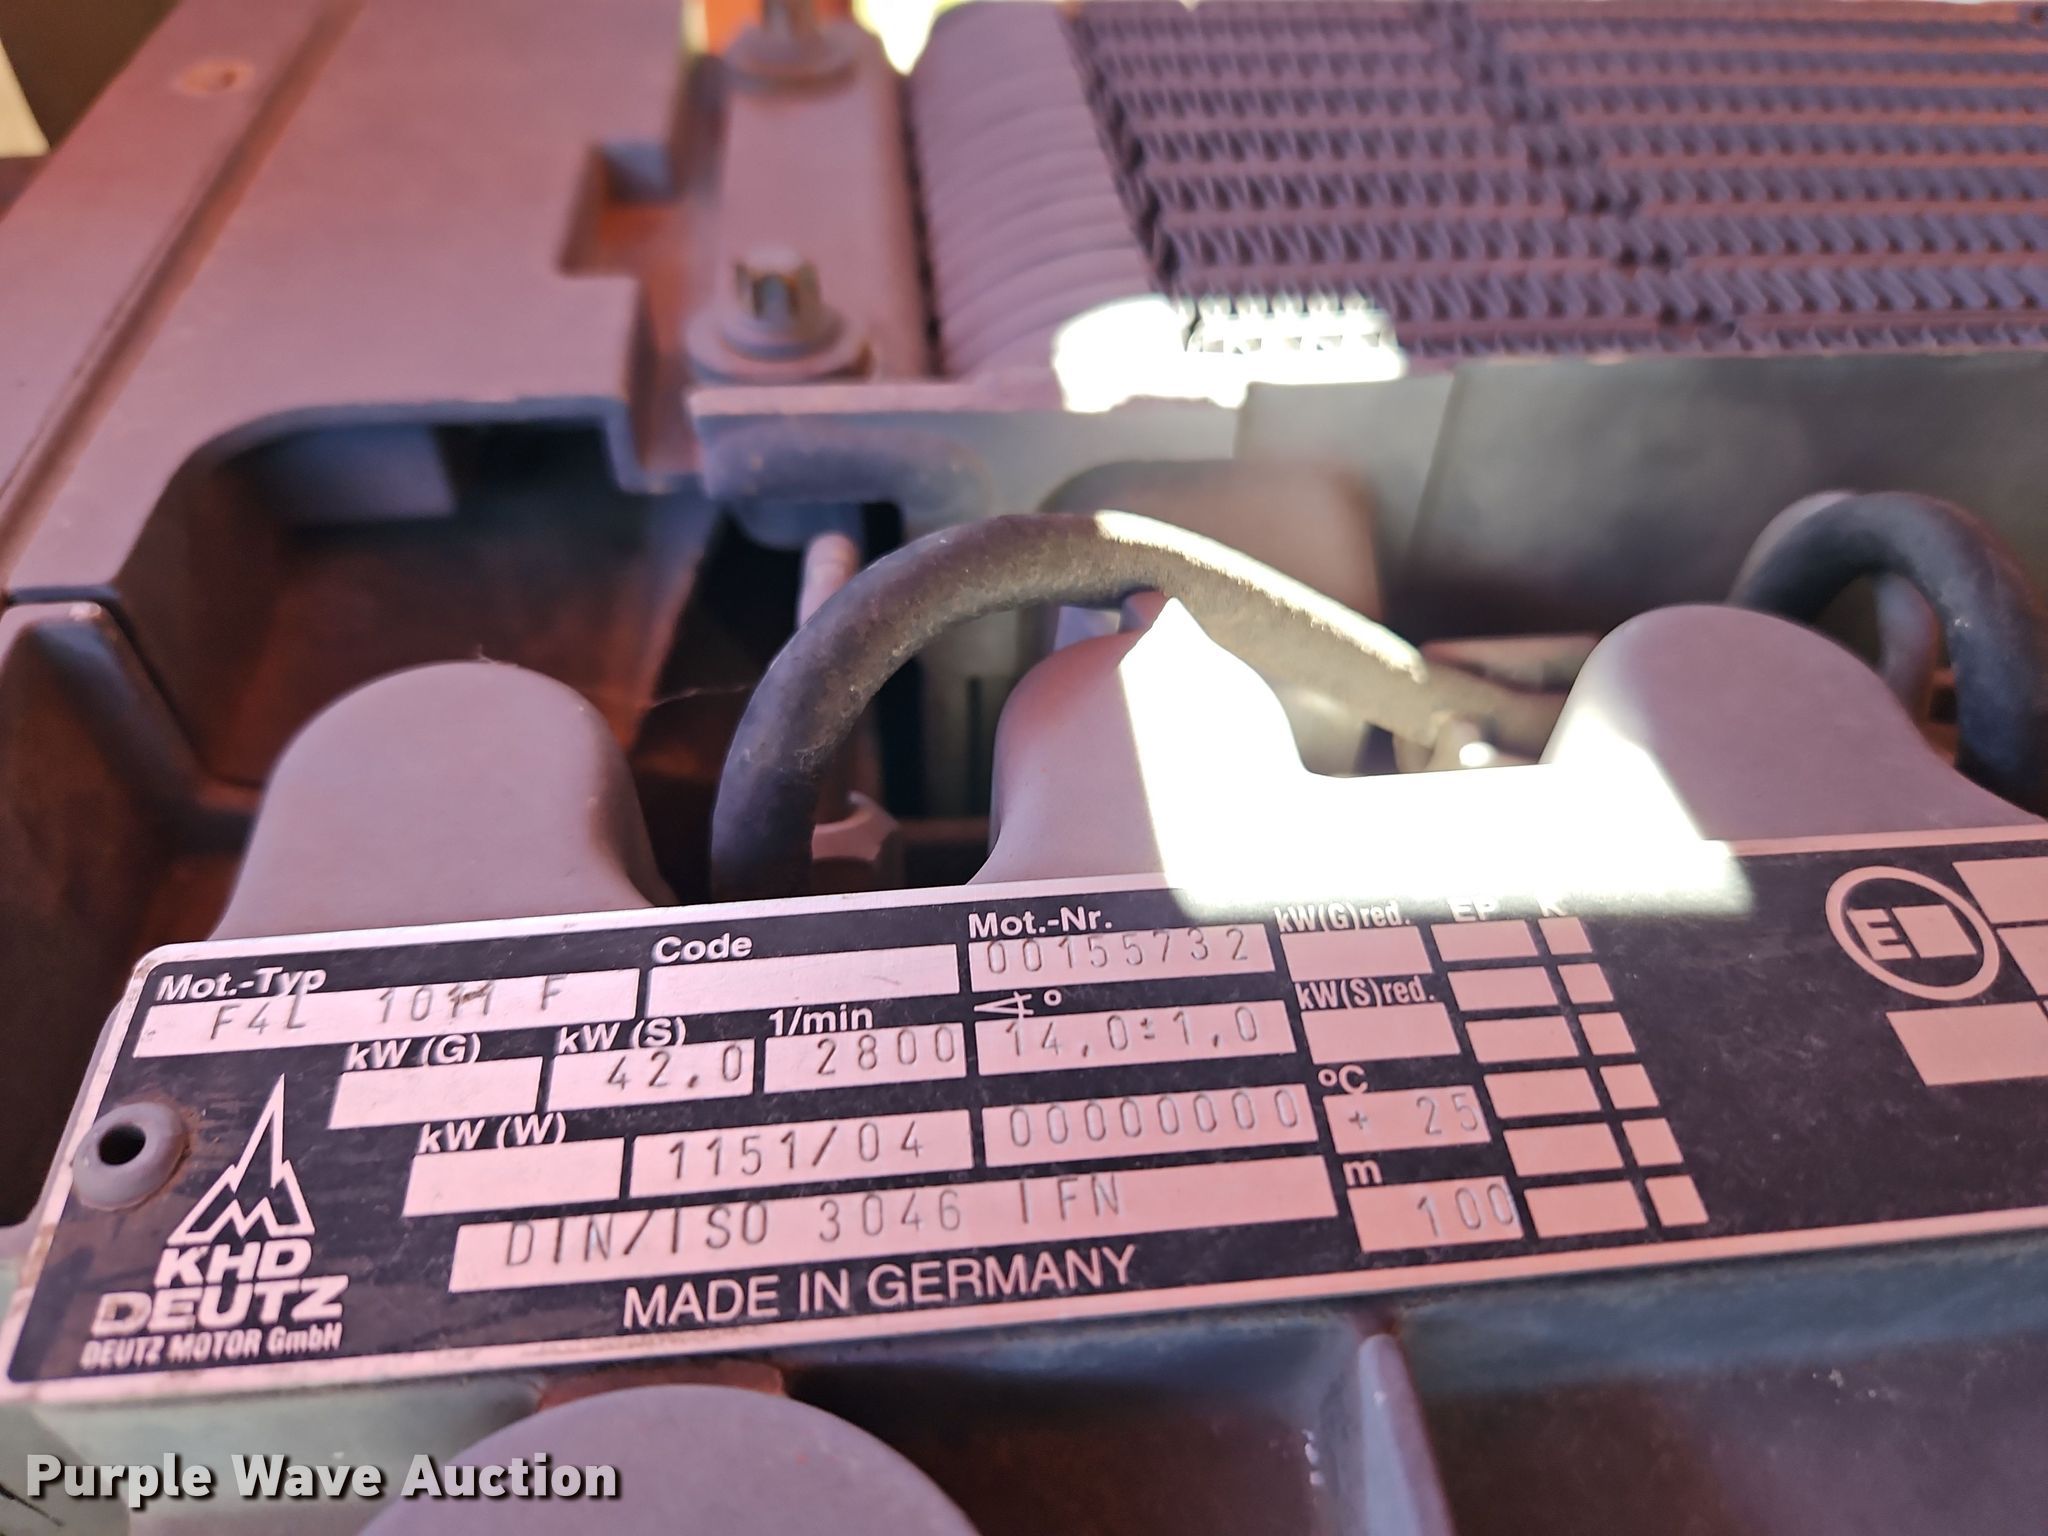 Mot.-Typ Code Mot.-Nr. kW(G)red. EP K
F4L 1011 F 00155732
kW (G) kW (S) 1/min ∢° kW(S)red.
42,0 2800 14,0±1,0
kW (W) °C
1151/04 00000000 + 25
DIN/ISO 3046 IFN m
100
MADE IN GERMANY
KHD
DEUTZ
DEUTZ MOTOR GmbH
E
Purple Wave Auction